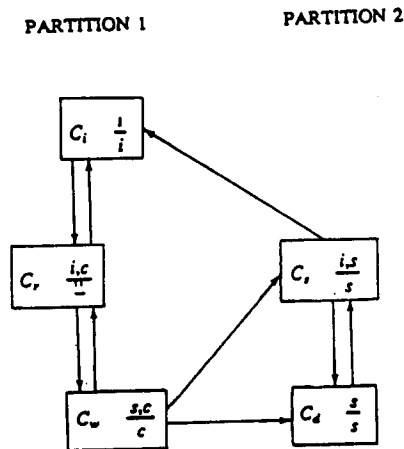 PARTITION 1
PARTITION 2
C_i i/i
C_r i,c/
C_s i,s/s
C_w s,c/c
C_d s/s